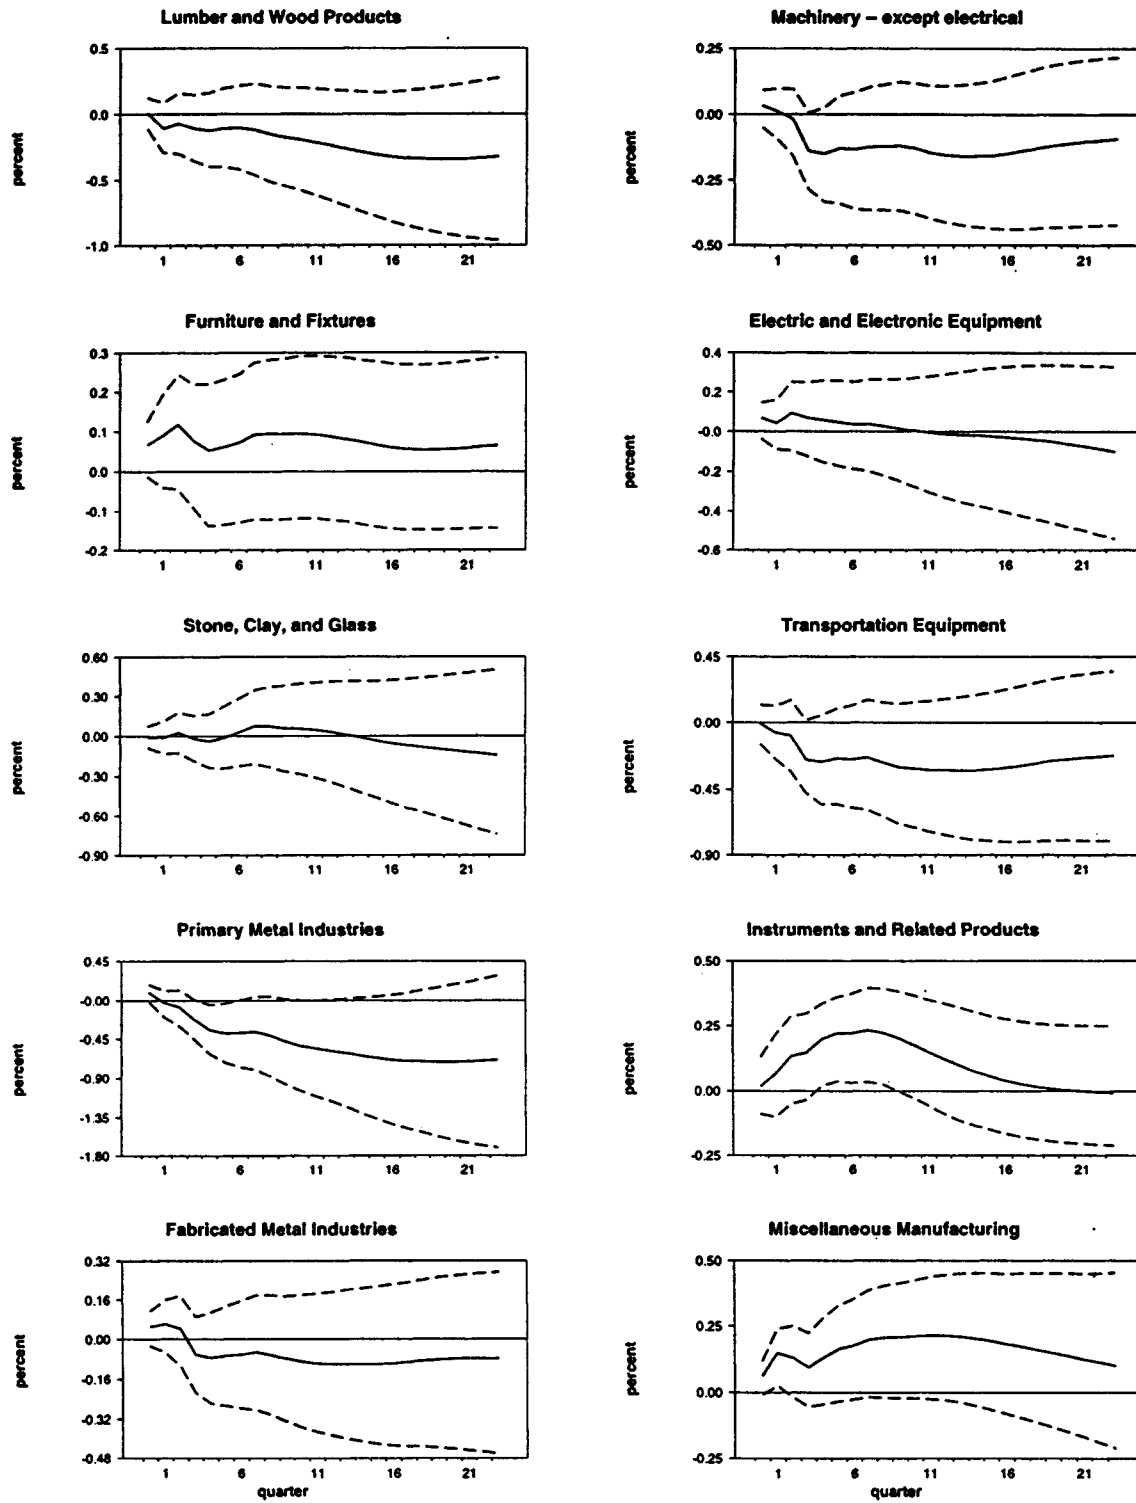 Lumber and Wood Products
0.5
0.0
-0.5
-1.0
percent
1 6 11 16 21
Machinery – except electrical
0.25
0.00
-0.25
-0.50
percent
1 6 11 16 21
Furniture and Fixtures
0.3
0.2
0.1
0.0
-0.1
-0.2
percent
1 6 11 16 21
Electric and Electronic Equipment
0.4
0.2
-0.0
-0.2
-0.4
-0.6
percent
1 6 11 16 21
Stone, Clay, and Glass
0.60
0.30
0.00
-0.30
-0.60
-0.90
percent
1 6 11 16 21
Transportation Equipment
0.45
0.00
-0.45
-0.90
percent
1 6 11 16 21
Primary Metal Industries
0.45
-0.00
-0.45
-0.90
-1.35
-1.80
percent
1 6 11 16 21
Instruments and Related Products
0.50
0.25
0.00
-0.25
percent
1 6 11 16 21
Fabricated Metal Industries
0.32
0.16
0.00
-0.16
-0.32
-0.48
percent
1 6 11 16 21
quarter
Miscellaneous Manufacturing
0.50
0.25
0.00
-0.25
percent
1 6 11 16 21
quarter